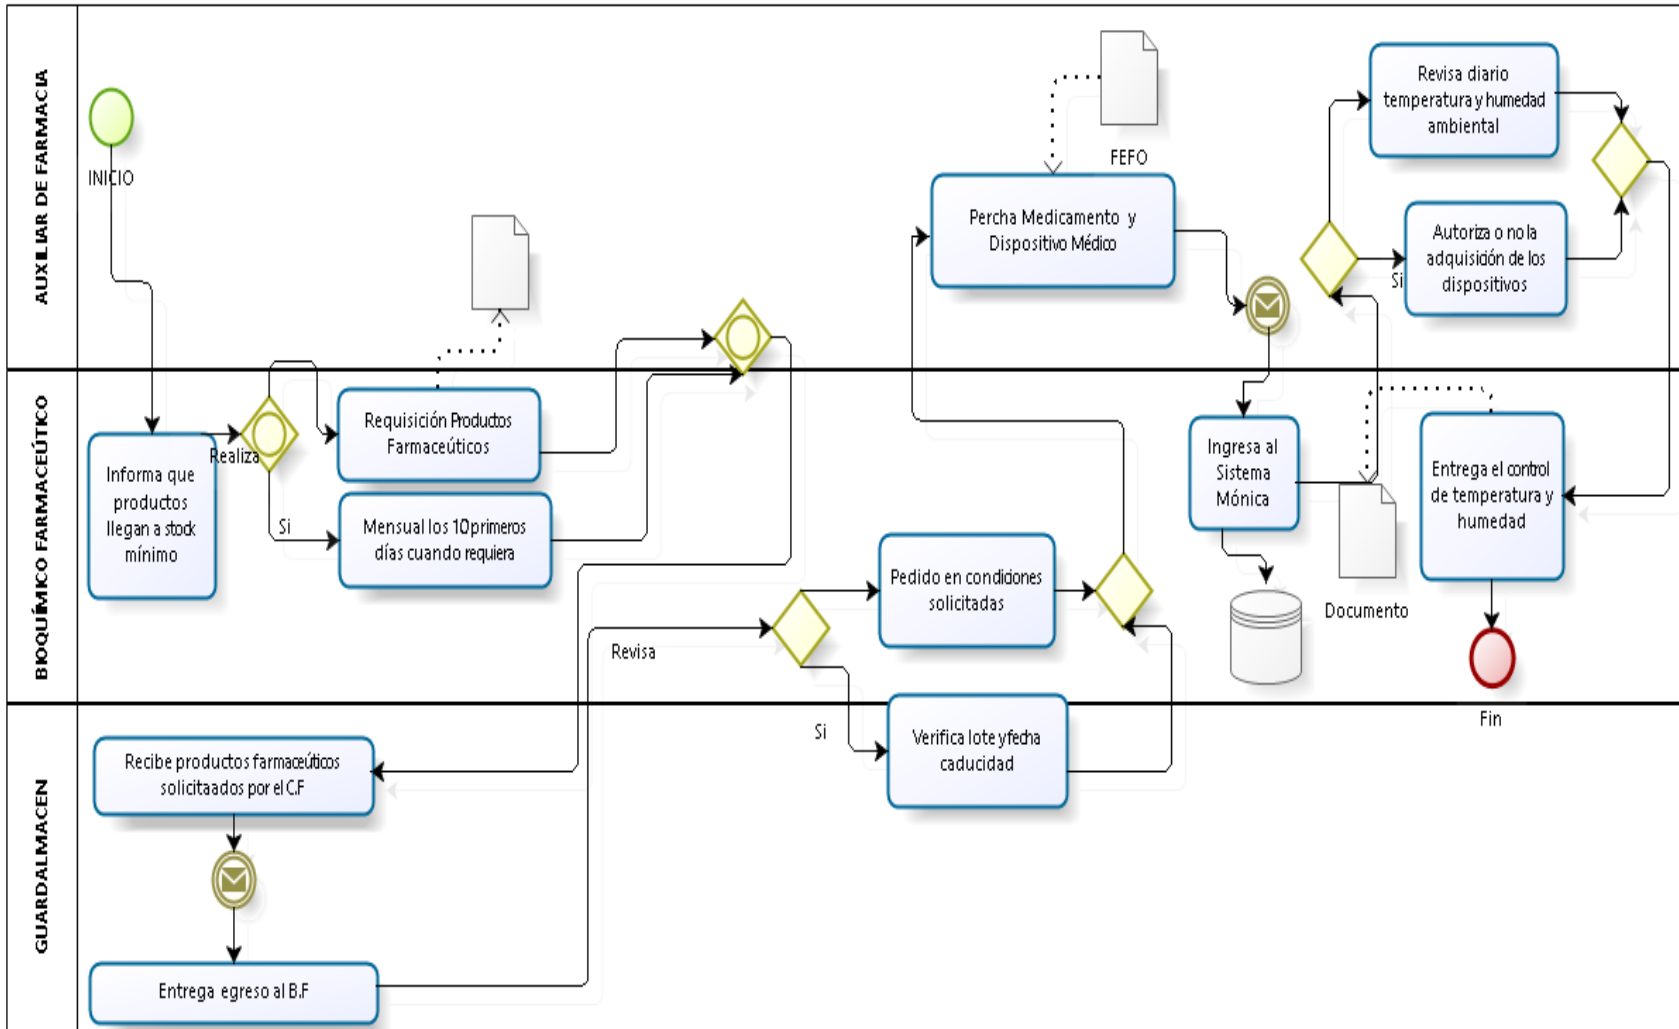 AUXILIAR DE FARMACIA
INICIO
FEFO
Percha Medicamento y
Dispositivo Médico
Revisa diario
temperatura y humedad
ambiental
Si
Autoriza o no la
adquisición de los
dispositivos
BIOQUÍMICO FARMACEÚTICO
Informa que
productos
llegan a stock
mínimo
Realiza
Si
Requisición Productos
Farmaceúticos
Mensual los 10 primeros
días cuando requiera
Revisa
Pedido en condiciones
solicitadas
Ingresa al
Sistema
Mónica
Documento
Entrega el control
de temperatura y
humedad
Fin
GUARDALMACEN
Recibe productos farmaceúticos
solicitaados por el C.F
Entrega egreso al B.F
Si
Verifica lote y fecha
caducidad